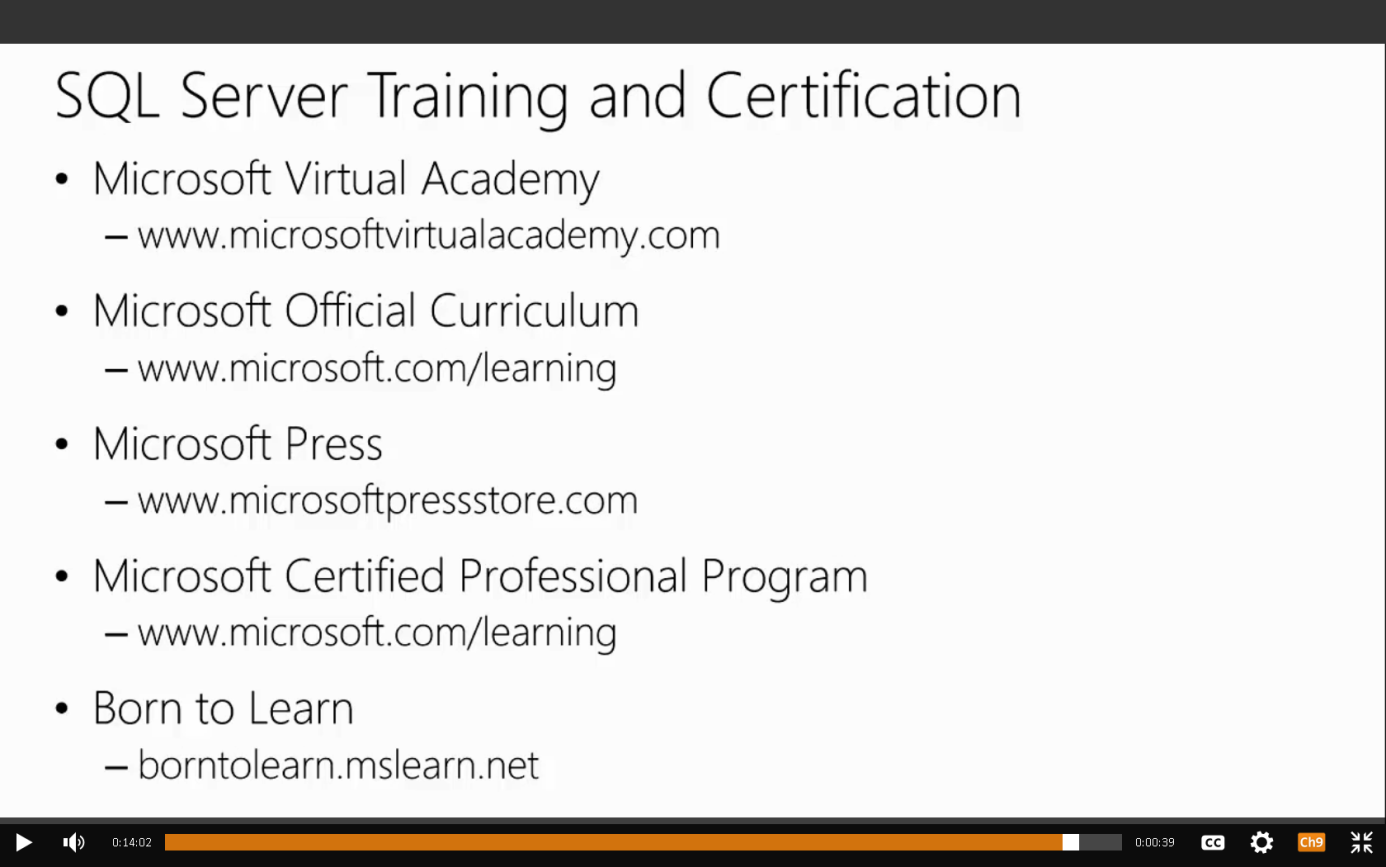 SQL Server Training and Certification
• Microsoft Virtual Academy
– www.microsoftvirtualacademy.com
• Microsoft Official Curriculum
– www.microsoft.com/learning
• Microsoft Press
– www.microsoftpressstore.com
• Microsoft Certified Professional Program
– www.microsoft.com/learning
• Born to Learn
– borntolearn.mslearn.net
0:14:02 0:00:39 CC Ch9